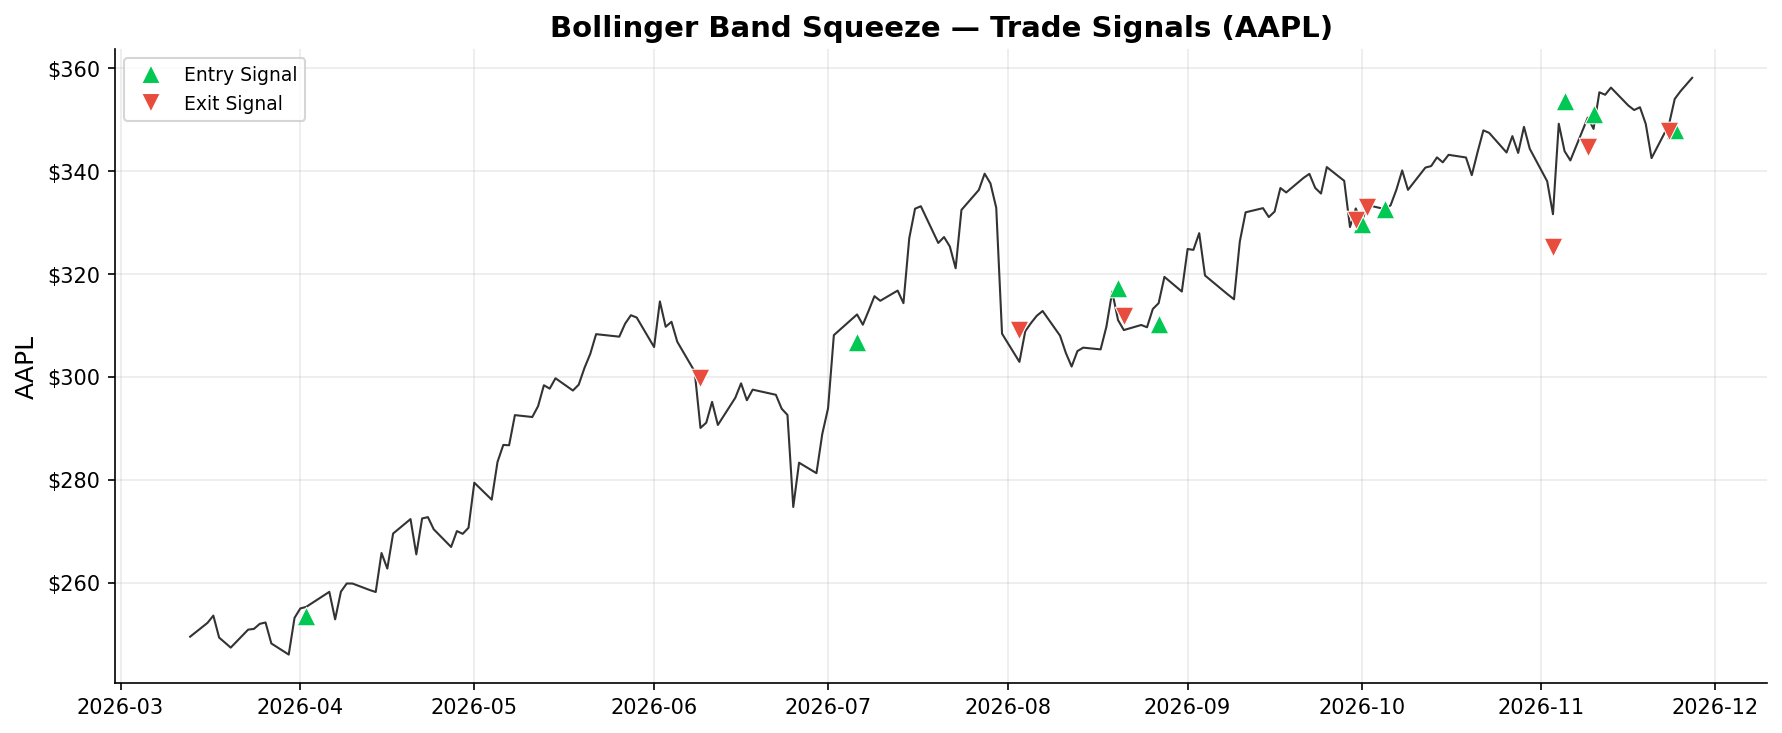 Bollinger Band Squeeze — Trade Signals (AAPL)
Entry Signal
Exit Signal
AAPL
$360
$340
$320
$300
$280
$260
2026-03 2026-04 2026-05 2026-06 2026-07 2026-08 2026-09 2026-10 2026-11 2026-12